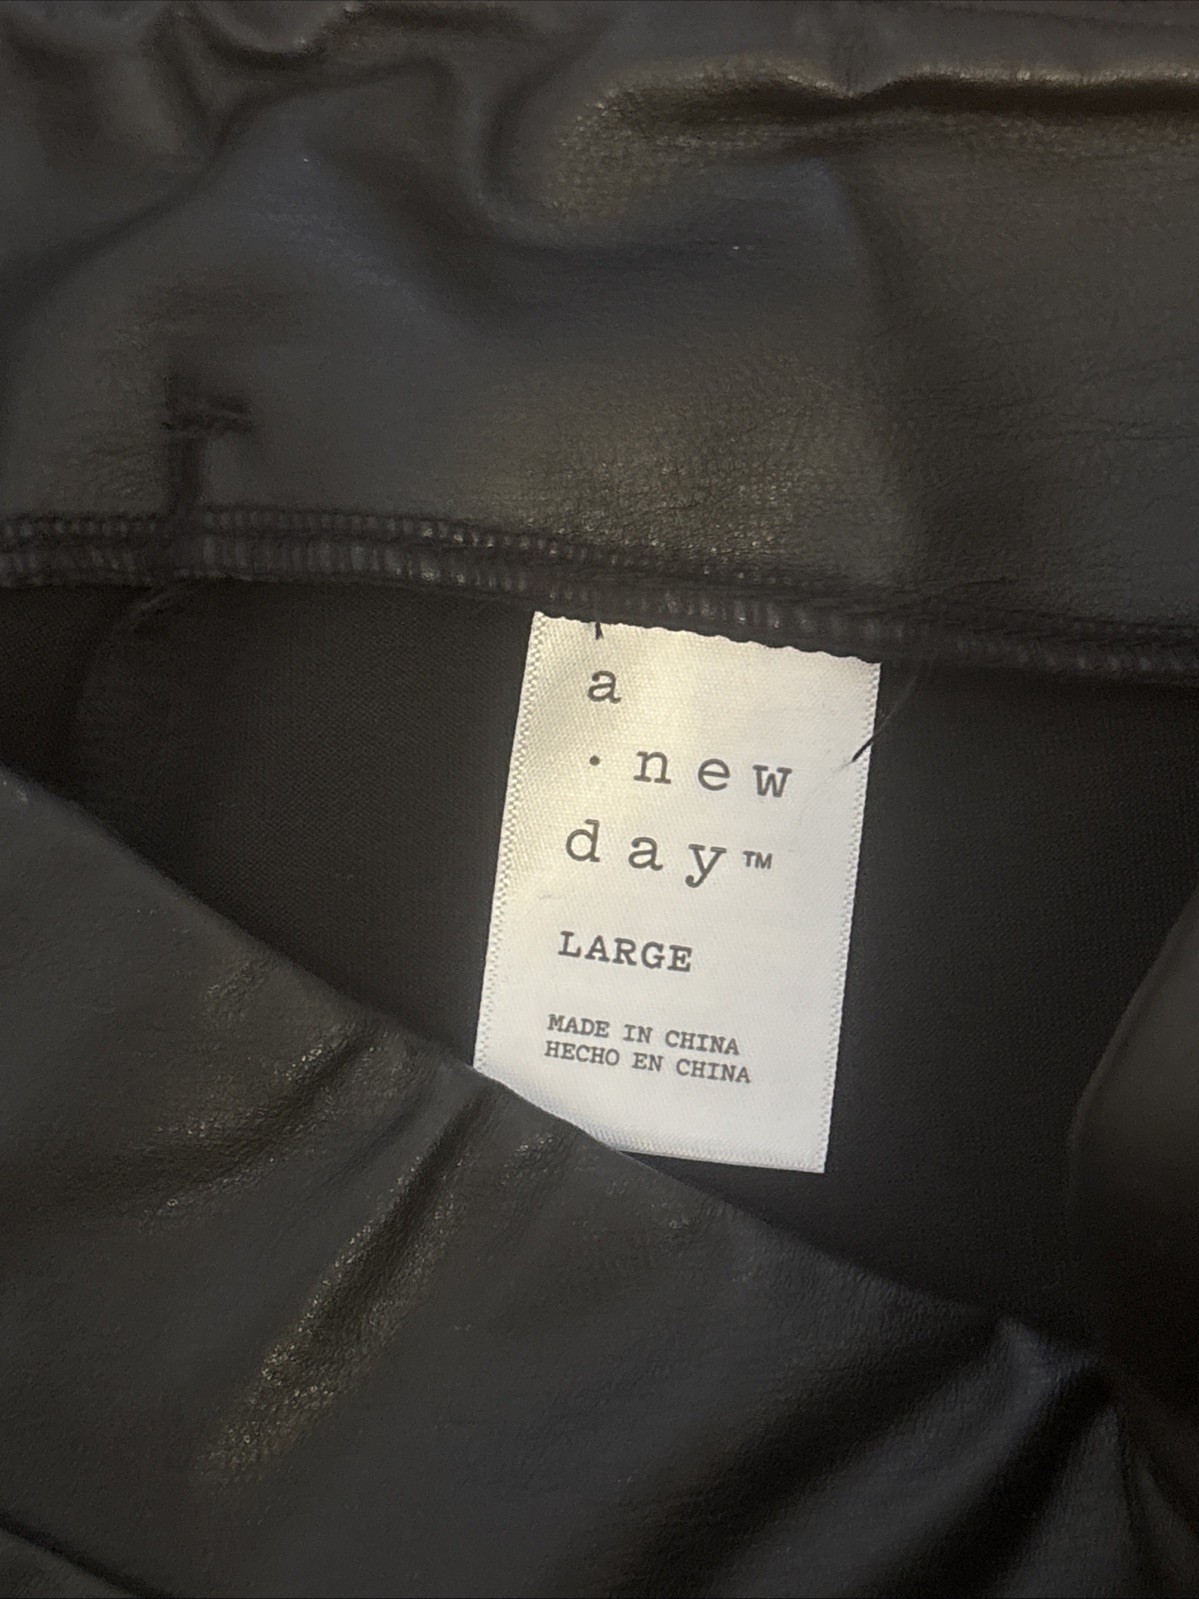 a
· new
day™
LARGE
MADE IN CHINA
HECHO EN CHINA